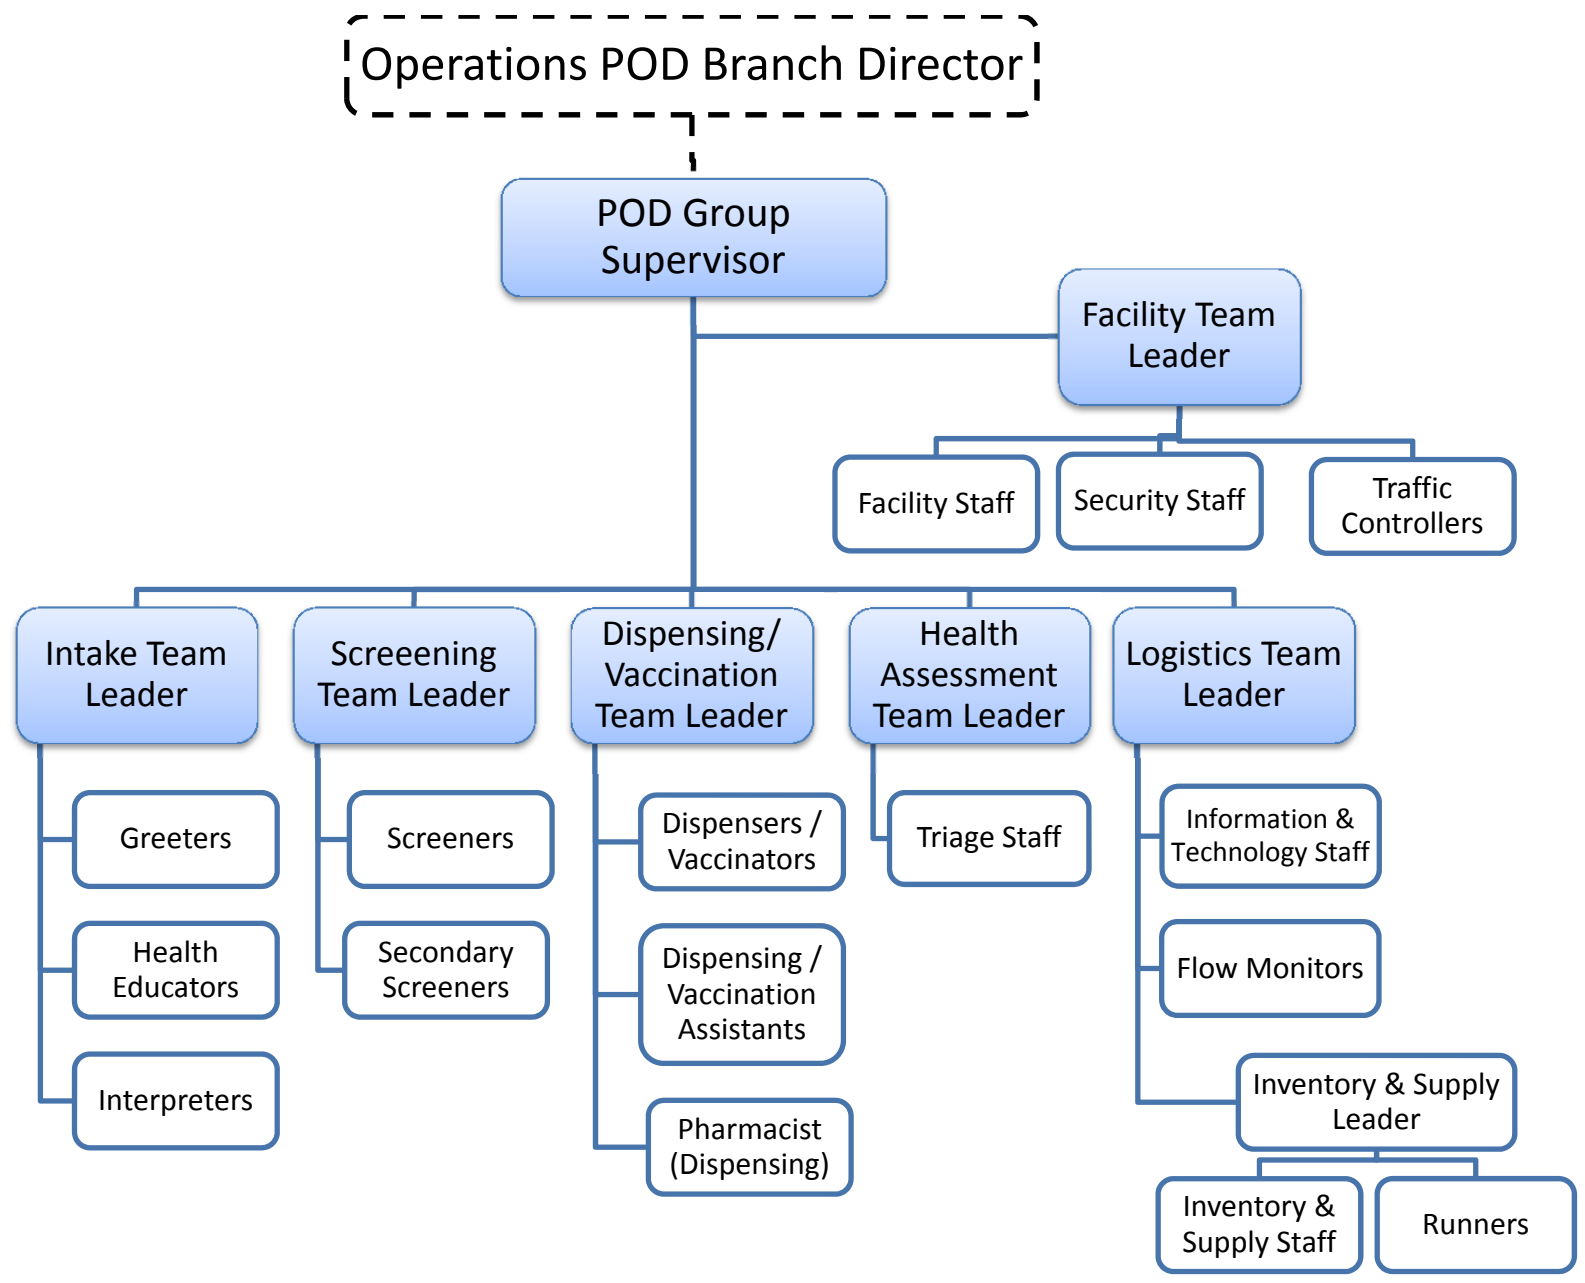 Operations POD Branch Director
POD Group
Supervisor
Facility Team
Leader
Facility Staff
Security Staff
Traffic
Controllers
Intake Team
Leader
Screeening
Team Leader
Dispensing/
Vaccination
Team Leader
Health
Assessment
Team Leader
Logistics Team
Leader
Greeters
Health
Educators
Interpreters
Screeners
Secondary
Screeners
Dispensers /
Vaccinators
Dispensing /
Vaccination
Assistants
Pharmacist
(Dispensing)
Triage Staff
Information &
Technology Staff
Flow Monitors
Inventory & Supply
Leader
Inventory &
Supply Staff
Runners